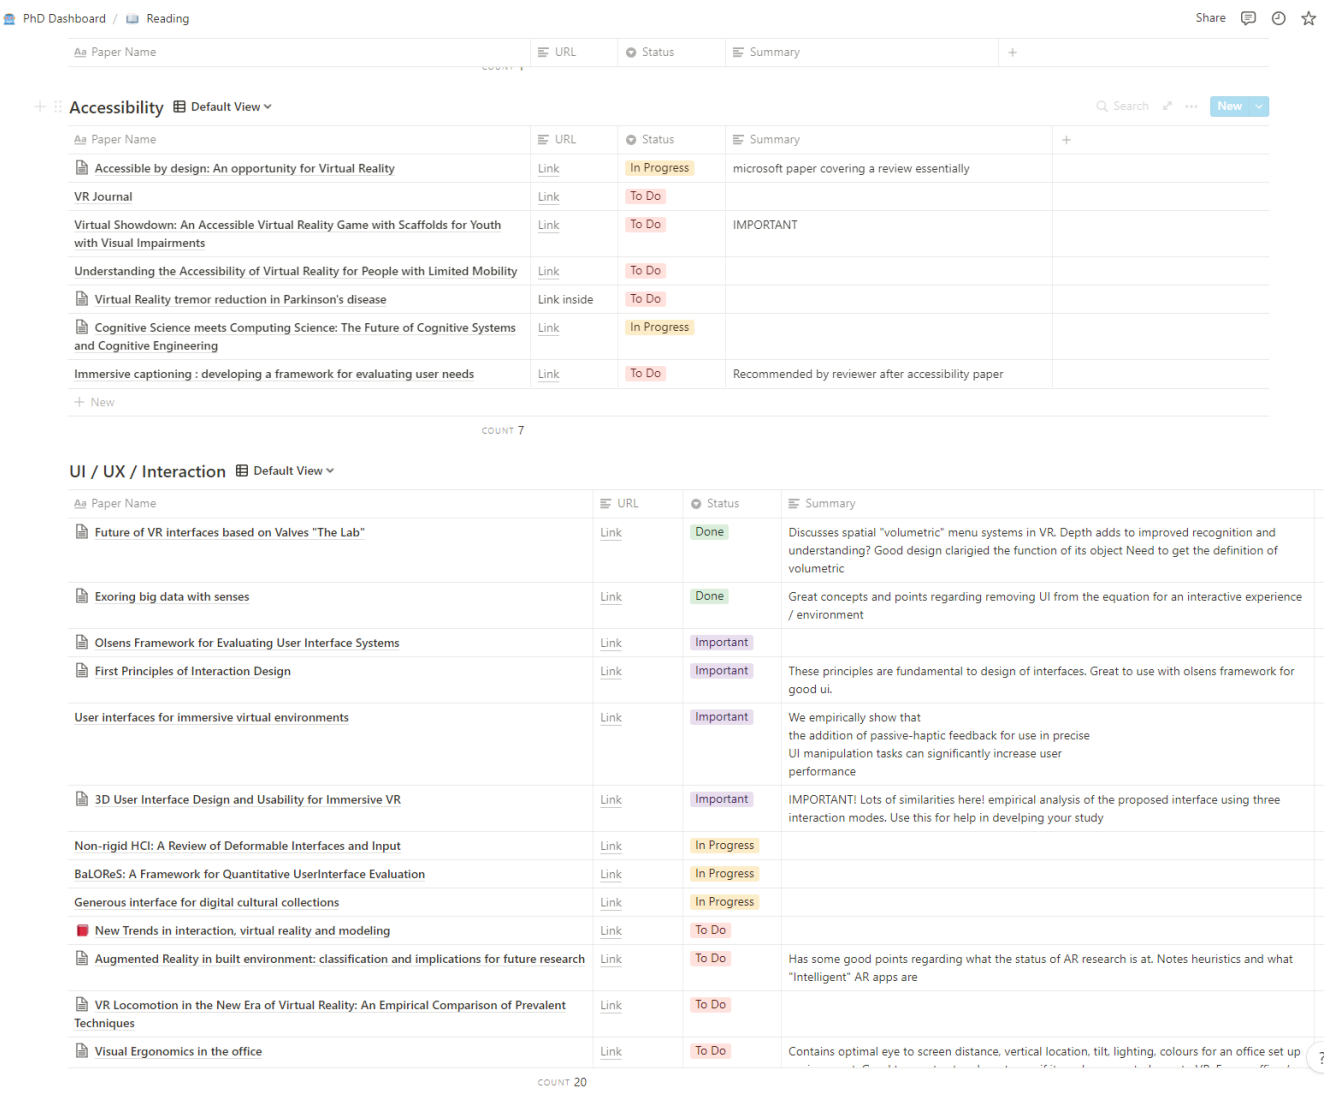 PhD Dashboard / Reading Share
Aa Paper Name URL Status Summary +
COUNT
Accessibility Default View Search New
Aa Paper Name URL Status Summary +
Accessible by design: An opportunity for Virtual Reality Link In Progress microsoft paper covering a review essentially
VR Journal Link To Do
Virtual Showdown: An Accessible Virtual Reality Game with Scaffolds for Youth Link To Do IMPORTANT
with Visual Impairments
Understanding the Accessibility of Virtual Reality for People with Limited Mobility Link To Do
Virtual Reality tremor reduction in Parkinson's disease Link inside To Do
Cognitive Science meets Computing Science: The Future of Cognitive Systems Link In Progress
and Cognitive Engineering
Immersive captioning : developing a framework for evaluating user needs Link To Do Recommended by reviewer after accessibility paper
+ New
COUNT 7
UI / UX / Interaction Default View
Aa Paper Name URL Status Summary
Future of VR interfaces based on Valves "The Lab" Link Done Discusses spatial "volumetric" menu systems in VR. Depth adds to improved recognition and
understanding? Good design clarigied the function of its object Need to get the definition of
volumetric
Exoring big data with senses Link Done Great concepts and points regarding removing UI from the equation for an interactive experience
/ environment
Olsens Framework for Evaluating User Interface Systems Link Important
First Principles of Interaction Design Link Important These principles are fundamental to design of interfaces. Great to use with olsens framework for
good ui.
User interfaces for immersive virtual environments Link Important We empirically show that
the addition of passive-haptic feedback for use in precise
UI manipulation tasks can significantly increase user
performance
3D User Interface Design and Usability for Immersive VR Link Important IMPORTANT! Lots of similarities here! empirical analysis of the proposed interface using three
interaction modes. Use this for help in develping your study
Non-rigid HCI: A Review of Deformable Interfaces and Input Link In Progress
BaLOReS: A Framework for Quantitative UserInterface Evaluation Link In Progress
Generous interface for digital cultural collections Link In Progress
New Trends in interaction, virtual reality and modeling Link To Do
Augmented Reality in built environment: classification and implications for future research Link To Do Has some good points regarding what the status of AR research is at. Notes heuristics and what
"Intelligent" AR apps are
VR Locomotion in the New Era of Virtual Reality: An Empirical Comparison of Prevalent Link To Do
Techniques
Visual Ergonomics in the office Link To Do Contains optimal eye to screen distance, vertical location, tilt, lighting, colours for an office set up
?
COUNT 20